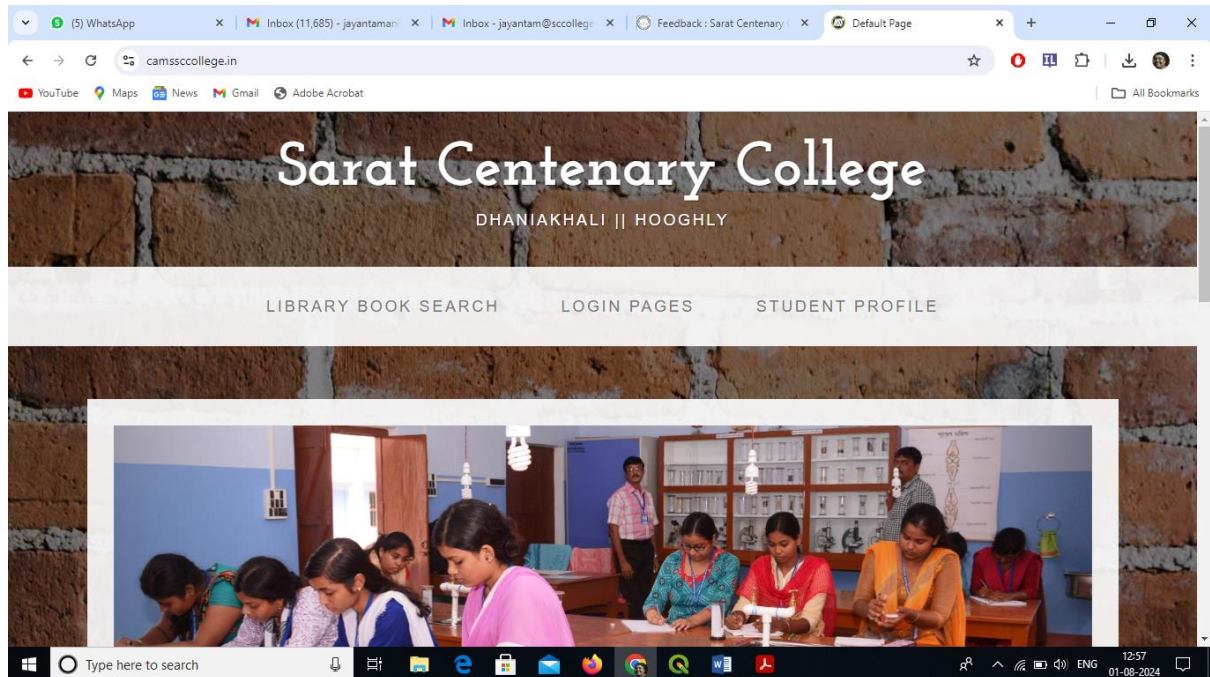 (5) WhatsApp
Inbox (11,685) - jayantaman
Inbox - jayantam@sccollege
Feedback : Sarat Centenary C
Default Page
camssccollege.in
YouTube
Maps
News
Gmail
Adobe Acrobat
All Bookmarks
Sarat Centenary College
DHANIAKHALI || HOOGHLY
LIBRARY BOOK SEARCH
LOGIN PAGES
STUDENT PROFILE
Type here to search
ENG
12:57
01-08-2024